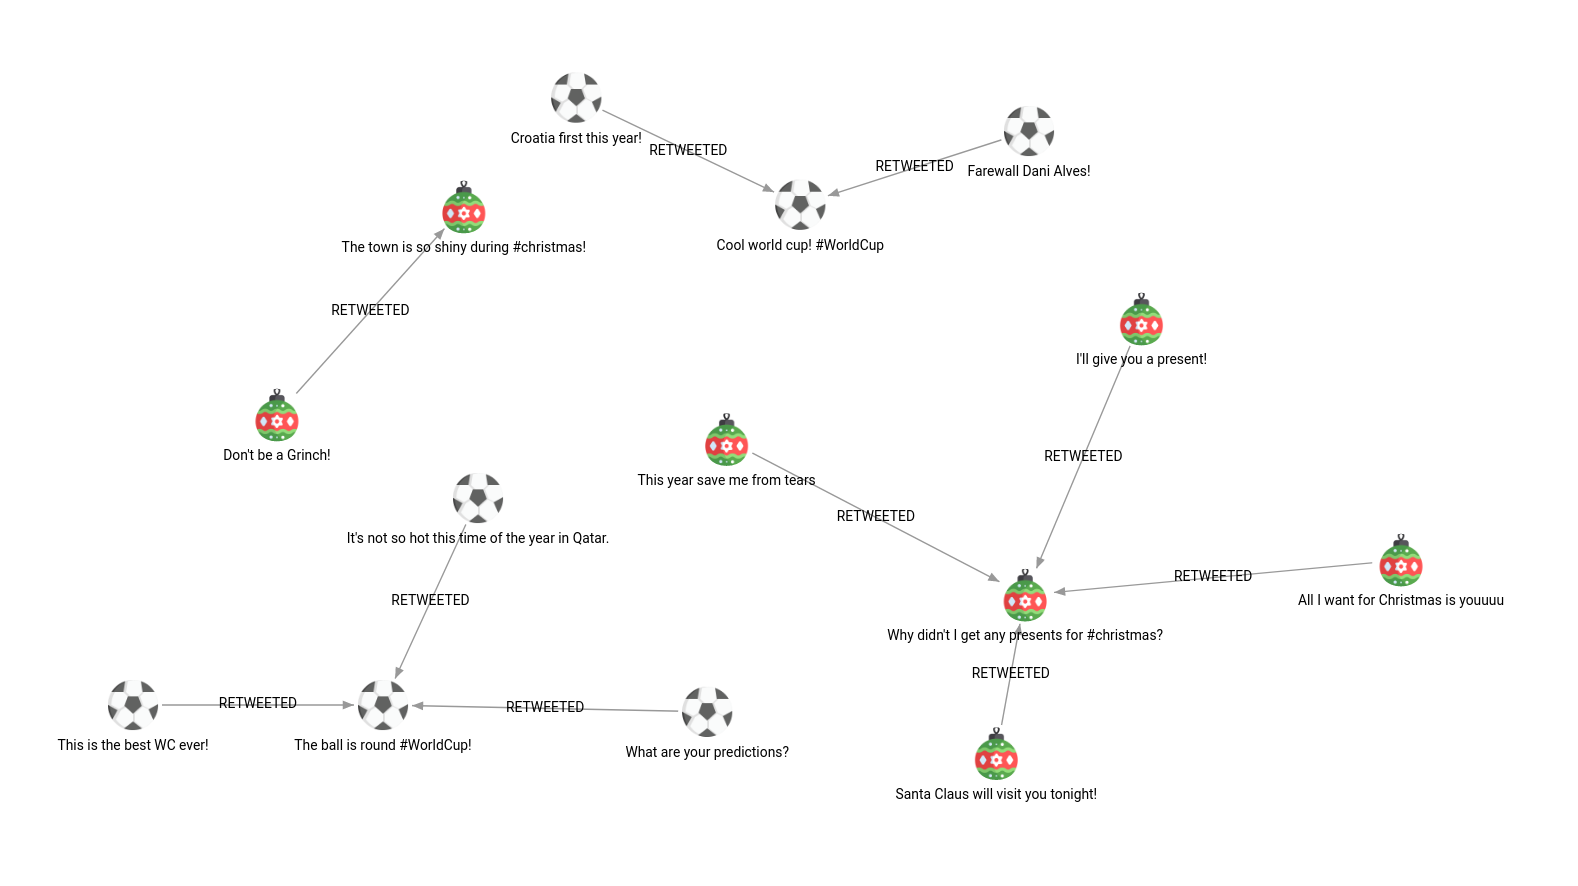 Croatia first this year!
RETWEETED
RETWEETED
Farewall Dani Alves!
Cool world cup! #WorldCup
The town is so shiny during #christmas!
RETWEETED
I'll give you a present!
Don't be a Grinch!
RETWEETED
This year save me from tears
RETWEETED
It's not so hot this time of the year in Qatar.
RETWEETED
All I want for Christmas is youuuu
RETWEETED
Why didn't I get any presents for #christmas?
RETWEETED
RETWEETED
RETWEETED
This is the best WC ever!
The ball is round #WorldCup!
What are your predictions?
Santa Claus will visit you tonight!